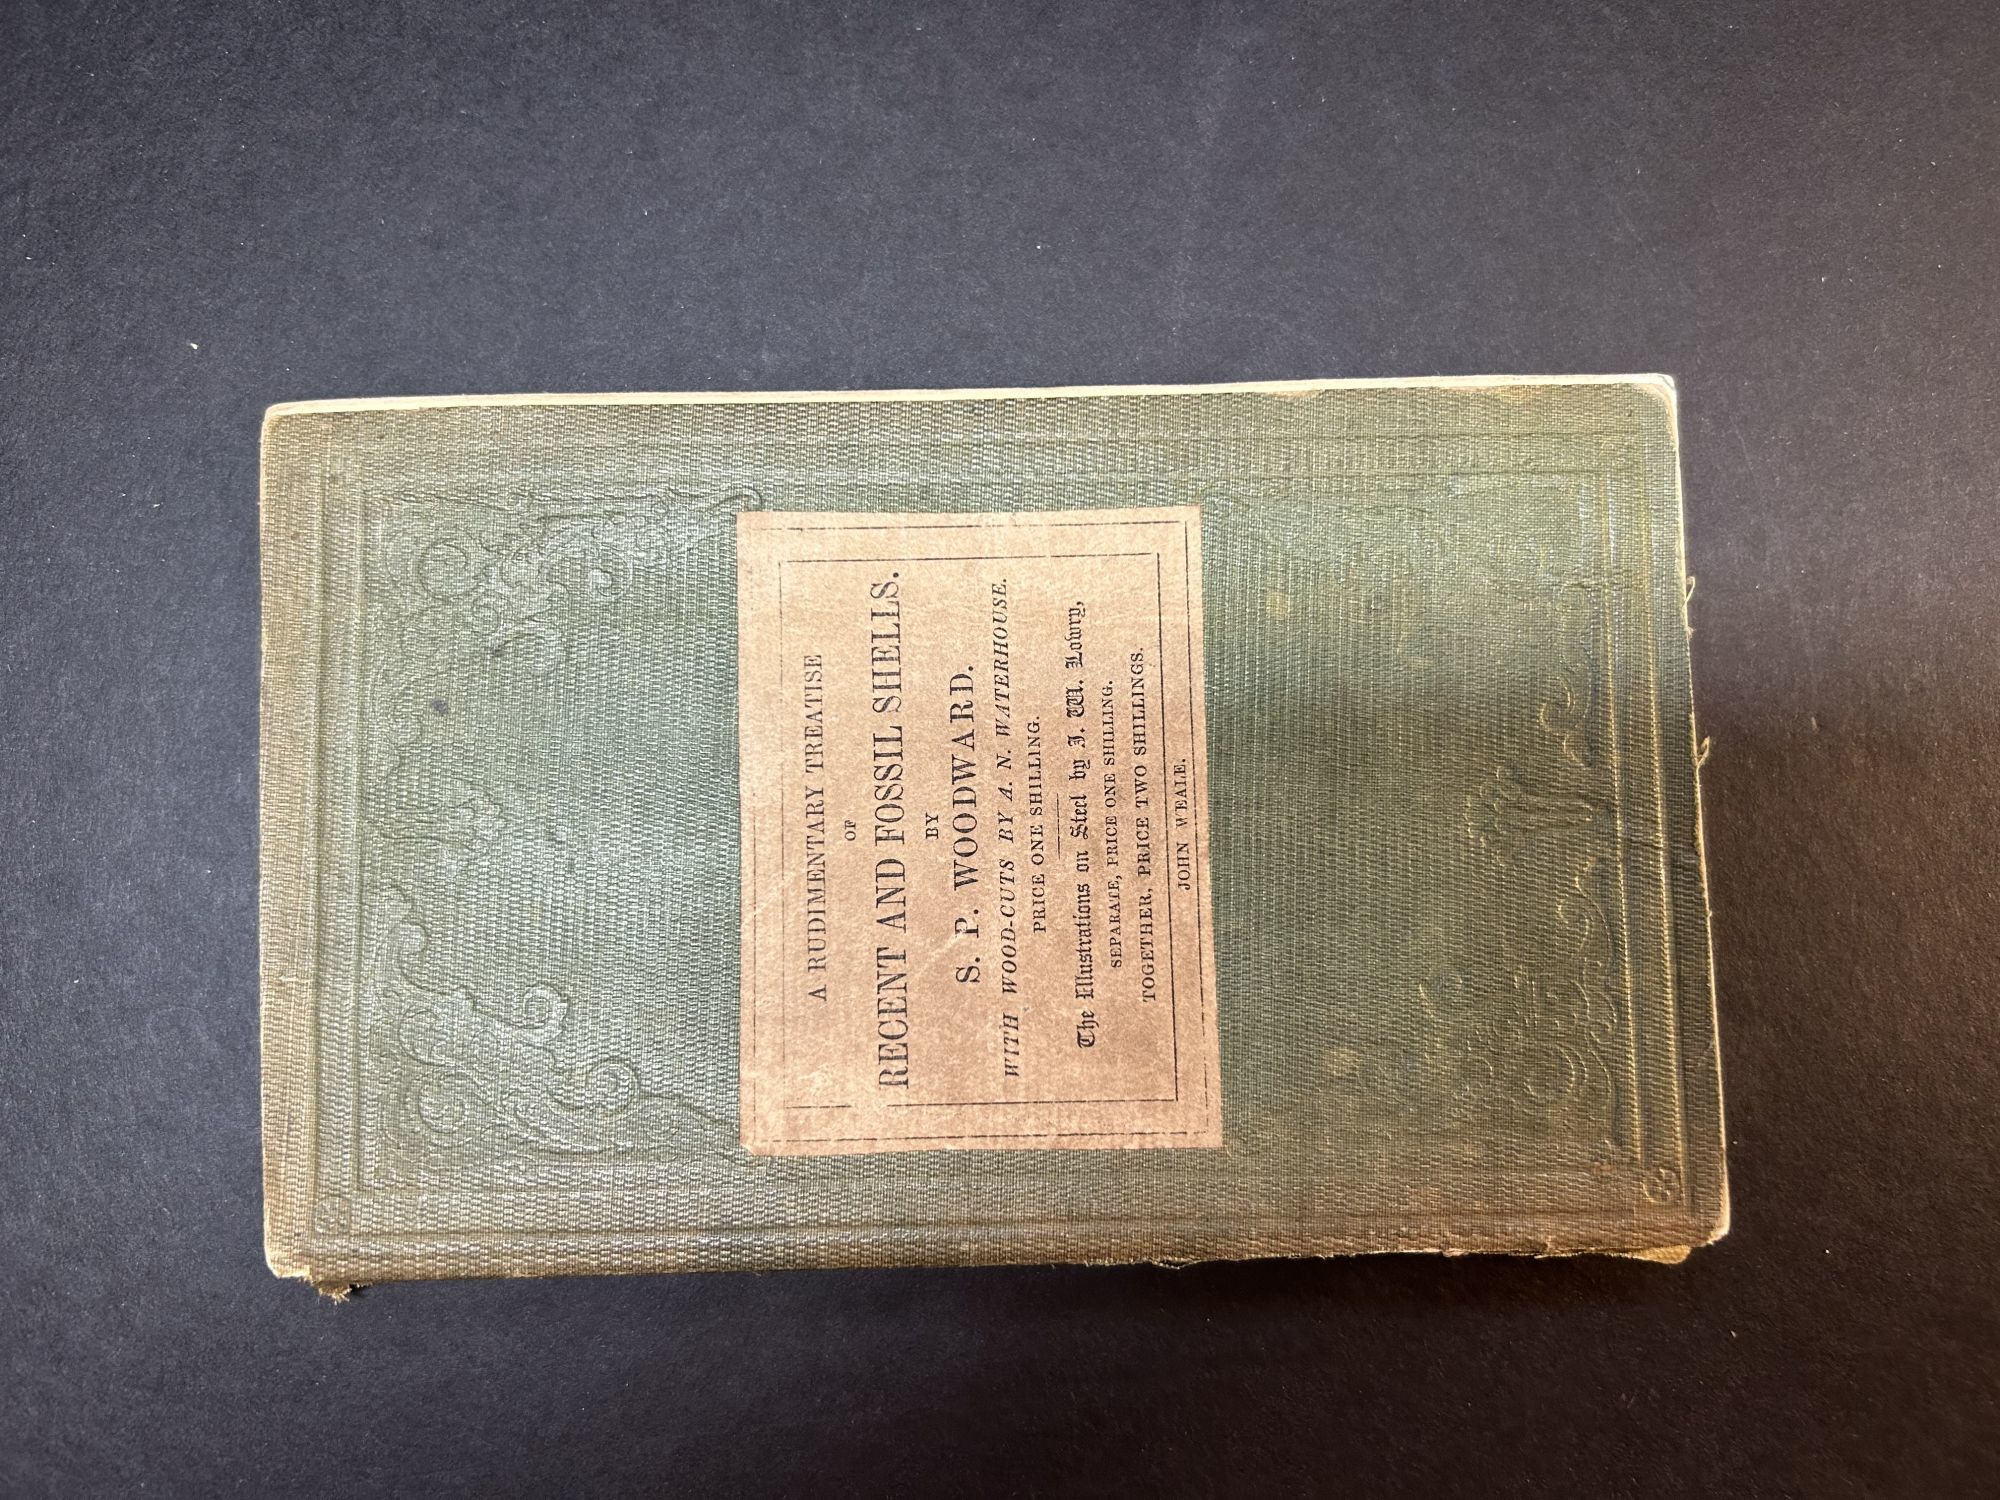 A RUDIMENTARY TREATISE
OF
RECENT AND FOSSIL SHELLS.
BY
S. P. WOODWARD.
WITH WOOD-CUTS BY A. N. WATERHOUSE.
PRICE ONE SHILLING.
The Illustrations on Steel by J. W. Lowry,
SEPARATE, PRICE ONE SHILLING.
TOGETHER, PRICE TWO SHILLINGS.
JOHN WEALE.